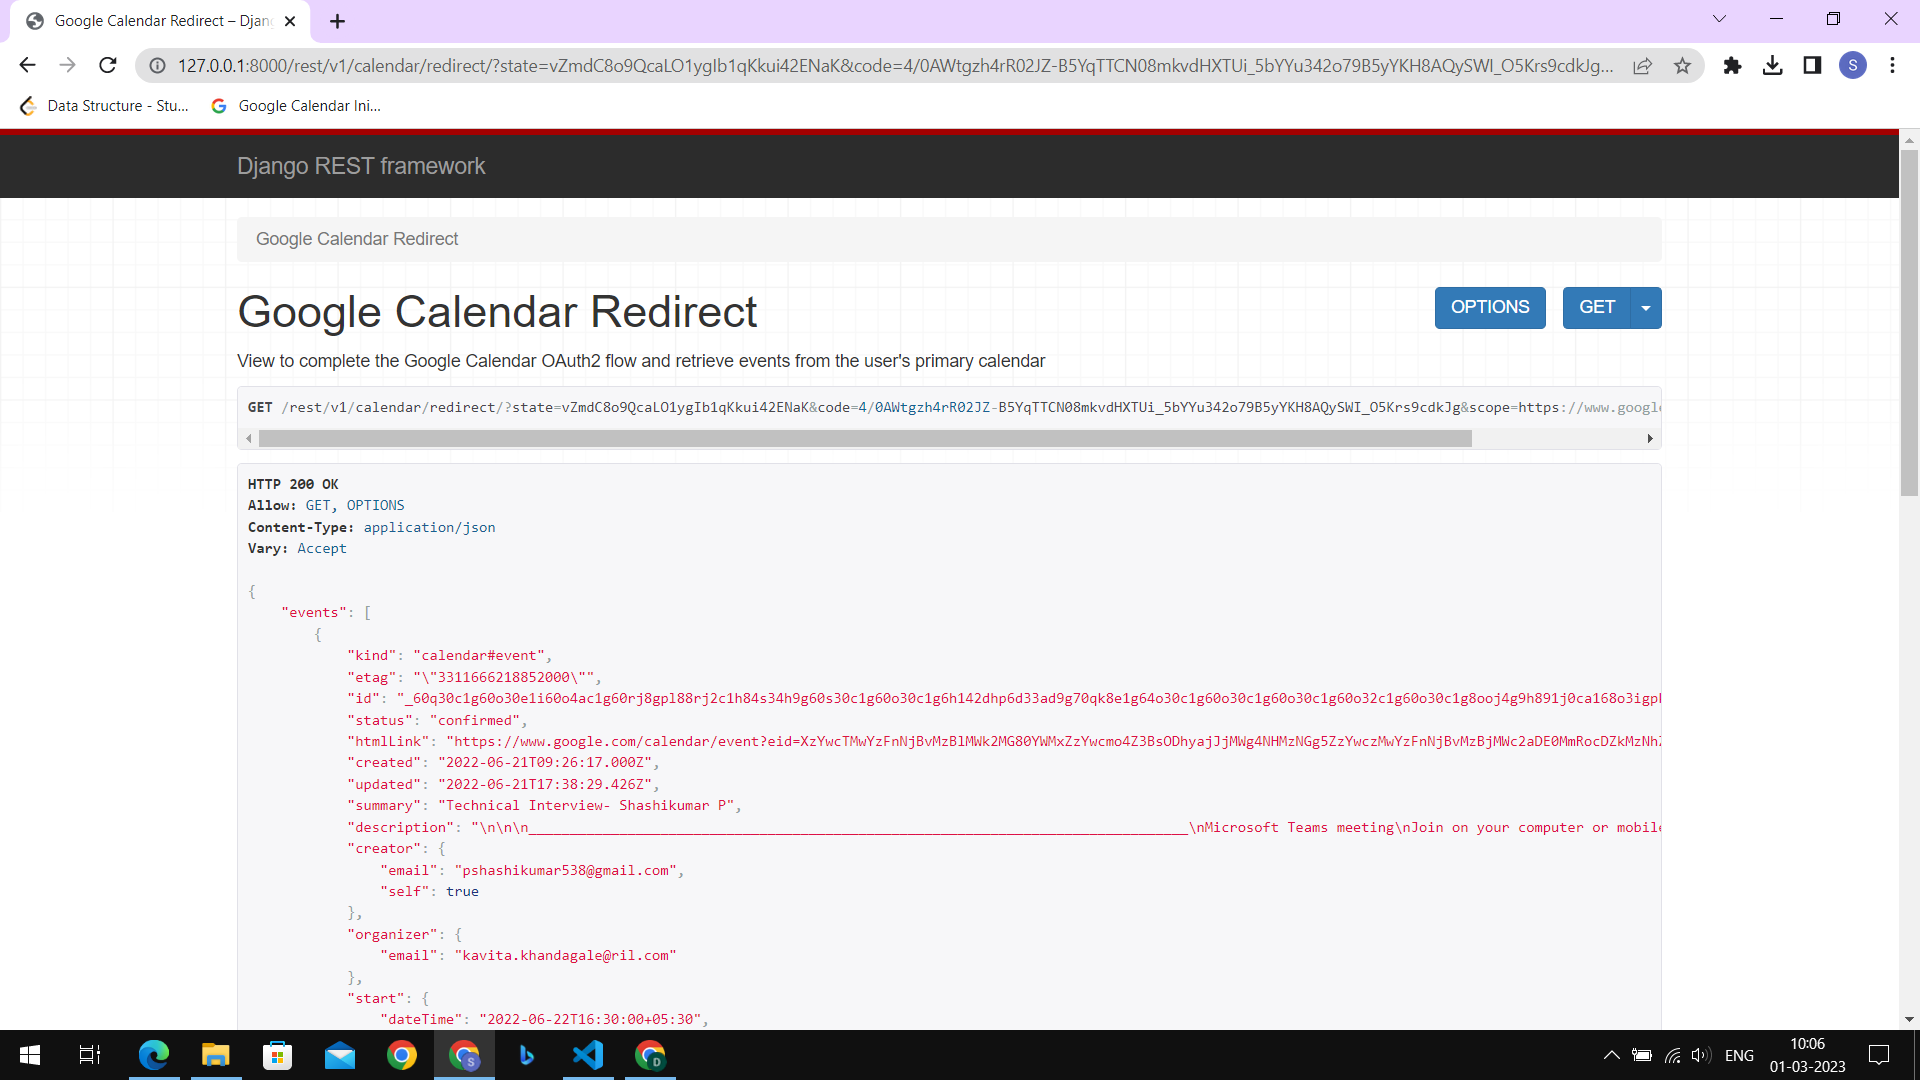 Google Calendar Redirect – Djan
127.0.0.1:8000/rest/v1/calendar/redirect/?state=vZmdC8o9QcaLO1ygIb1qKkui42ENaK&code=4/0AWtgzh4rR02JZ-B5YqTTCN08mkvdHXTUi_5bYYu342o79B5yYKH8AQySWI_O5Krs9cdkJg...
S
Data Structure - Stu...
Google Calendar Ini...
Django REST framework
Google Calendar Redirect
Google Calendar Redirect
OPTIONS
GET
View to complete the Google Calendar OAuth2 flow and retrieve events from the user's primary calendar
GET /rest/v1/calendar/redirect/?state=vZmdC8o9QcaLO1ygIb1qKkui42ENaK&code=4/0AWtgzh4rR02JZ-B5YqTTCN08mkvdHXTUi_5bYYu342o79B5yYKH8AQySWI_O5Krs9cdkJg&scope=https://www.googl
HTTP 200 OK
Allow: GET, OPTIONS
Content-Type: application/json
Vary: Accept
{
"events": [
{
"kind": "calendar#event",
"etag": "\"3311666218852000\"",
"id": "_60q30c1g60o30e1i60o4ac1g60rj8gpl88rj2c1h84s34h9g60s30c1g60o30c1g6h142dhp6d33ad9g70qk8e1g64o30c1g60o30c1g60o30c1g60o32c1g60o30c1g8ooj4g9h891j0ca168o3igp
"status": "confirmed",
"htmlLink": "https://www.google.com/calendar/event?eid=XzYwcTMwYzFnNjBvMzBlMWk2MG80YWMxZzYwcmo4Z3BsODhyajJjMWg4NHMzNGg5ZzYwczMwYzFnNjBvMzBjMWc2aDE0MmRocDZkMzNh
"created": "2022-06-21T09:26:17.000Z",
"updated": "2022-06-21T17:38:29.426Z",
"summary": "Technical Interview- Shashikumar P",
"description": "\n\n\n________________________________________________________________________________\nMicrosoft Teams meeting\nJoin on your computer or mobile
"creator": {
"email": "pshashikumar538@gmail.com",
"self": true
},
"organizer": {
"email": "kavita.khandagale@ril.com"
},
"start": {
"dateTime": "2022-06-22T16:30:00+05:30",
S
D
ENG
10:06
01-03-2023